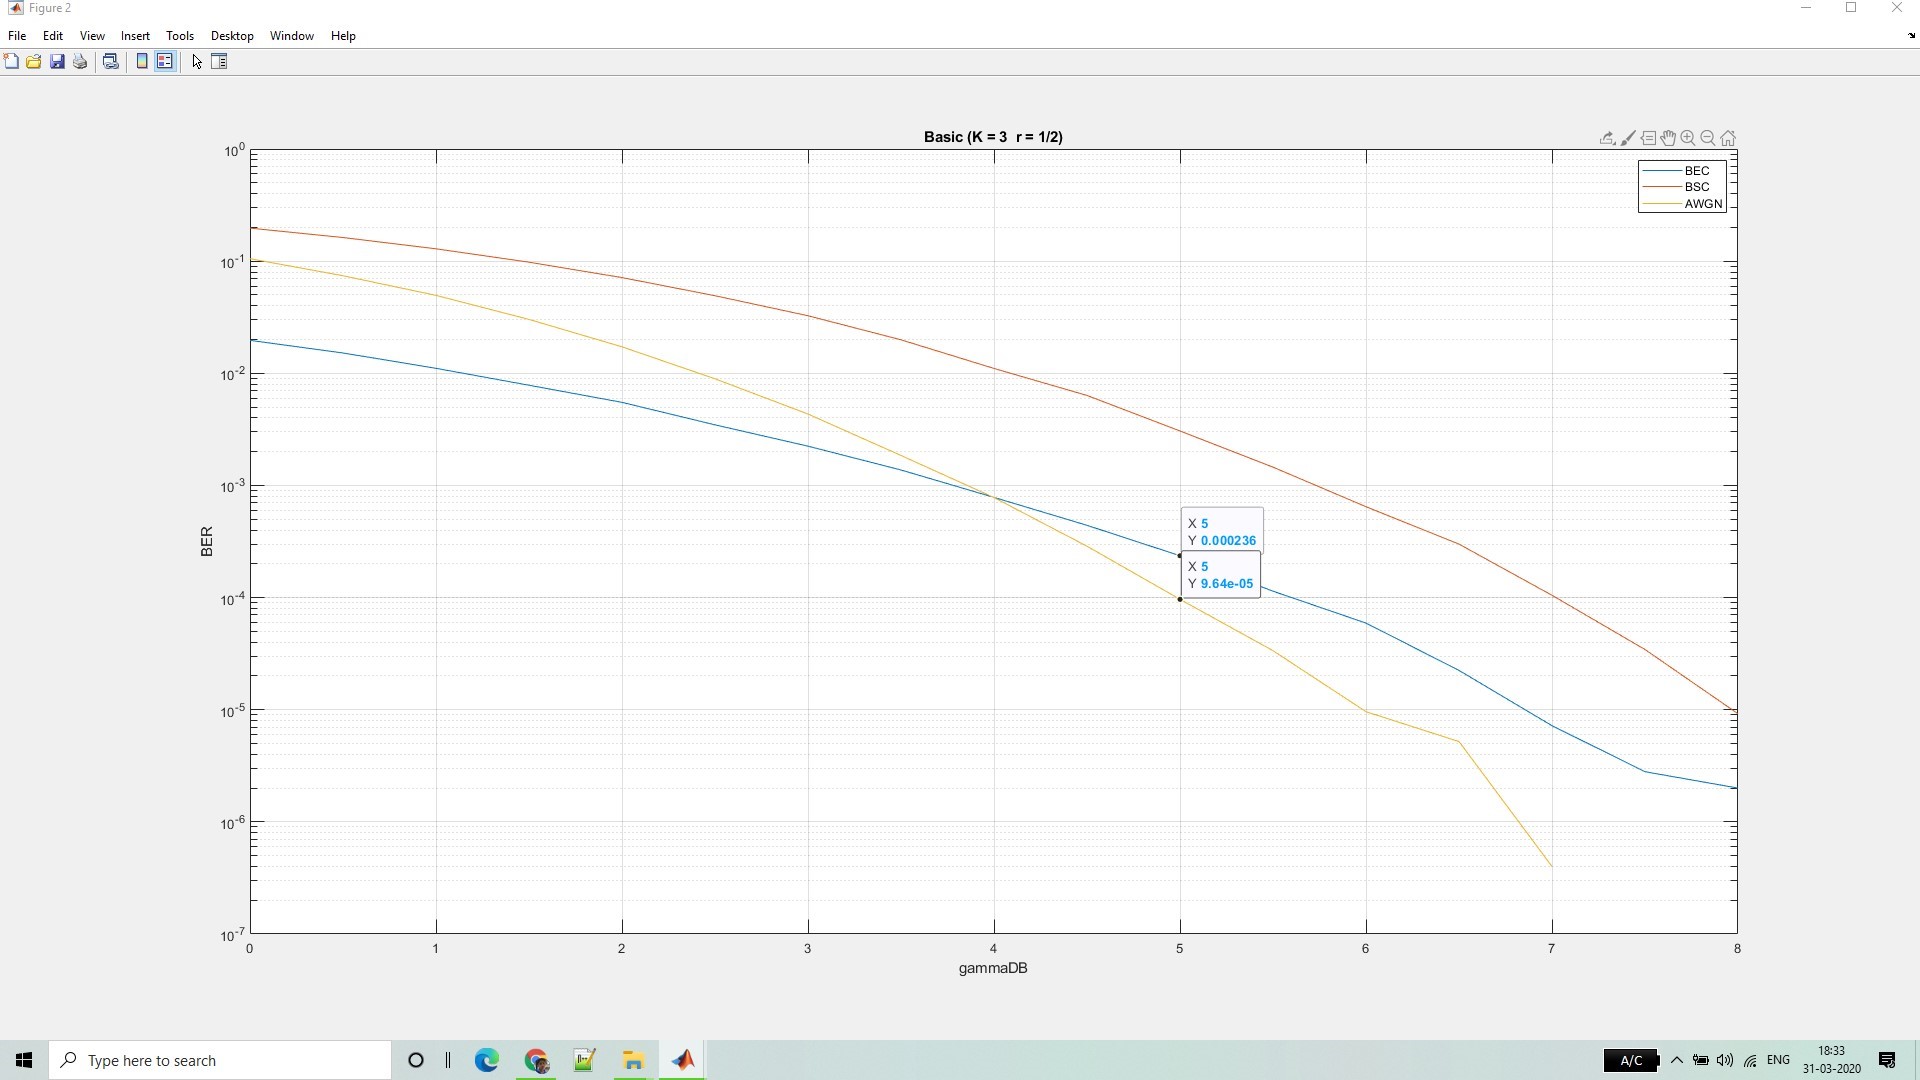 Figure 2
File Edit View Insert Tools Desktop Window Help
Basic (K = 3 r = 1/2)
10^0
10^-1
10^-2
10^-3
10^-4
10^-5
10^-6
10^-7
BER
BEC
BSC
AWGN
X 5
Y 0.000236
X 5
Y 9.64e-05
0 1 2 3 4 5 6 7 8
gammaDB
Type here to search
A/C
ENG
18:33
31-03-2020